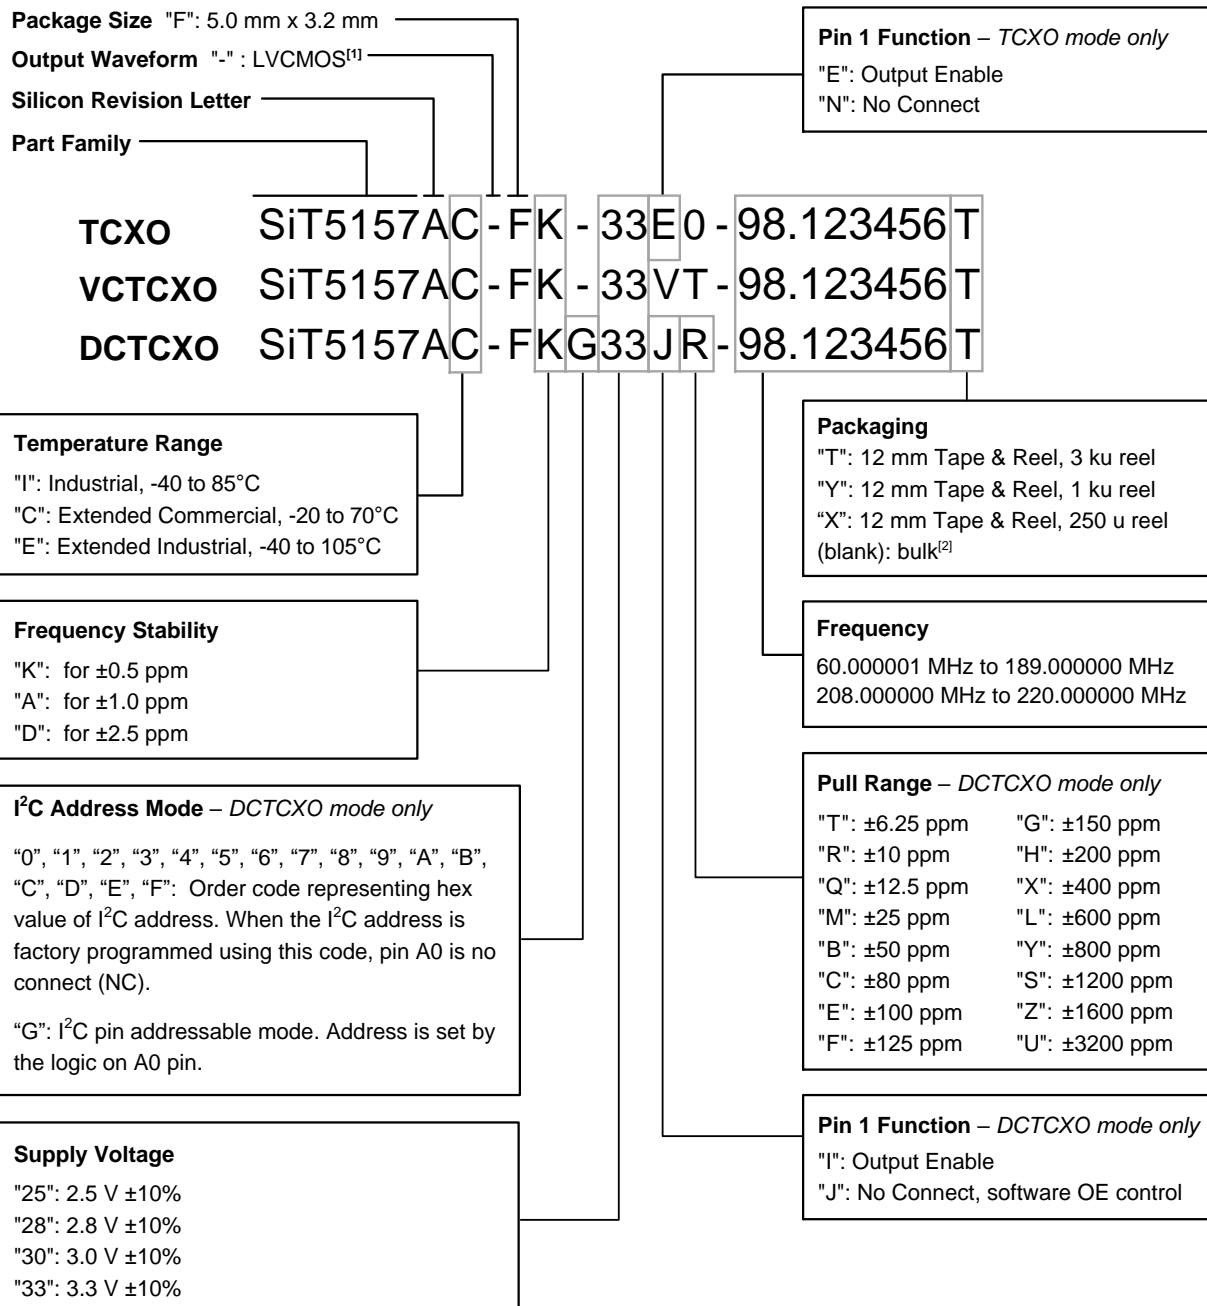 Package Size "F": 5.0 mm x 3.2 mm
Output Waveform "-" : LVCMOS[1]
Silicon Revision Letter
Part Family
Pin 1 Function – TCXO mode only
"E": Output Enable
"N": No Connect
TCXO SiT5157AC-FK-33E0-98.123456T
VCTCXO SiT5157AC-FK-33VT-98.123456T
DCTCXO SiT5157AC-FKG33JR-98.123456T
Temperature Range
"I": Industrial, -40 to 85°C
"C": Extended Commercial, -20 to 70°C
"E": Extended Industrial, -40 to 105°C
Frequency Stability
"K": for ±0.5 ppm
"A": for ±1.0 ppm
"D": for ±2.5 ppm
I2C Address Mode – DCTCXO mode only
“0”, “1”, “2”, “3”, “4”, “5”, “6”, “7”, “8”, “9”, “A”, “B”,
“C”, “D”, “E”, “F”: Order code representing hex
value of I2C address. When the I2C address is
factory programmed using this code, pin A0 is no
connect (NC).
“G”: I2C pin addressable mode. Address is set by
the logic on A0 pin.
Supply Voltage
"25": 2.5 V ±10%
"28": 2.8 V ±10%
"30": 3.0 V ±10%
"33": 3.3 V ±10%
Packaging
"T": 12 mm Tape & Reel, 3 ku reel
"Y": 12 mm Tape & Reel, 1 ku reel
“X”: 12 mm Tape & Reel, 250 u reel
(blank): bulk[2]
Frequency
60.000001 MHz to 189.000000 MHz
208.000000 MHz to 220.000000 MHz
Pull Range – DCTCXO mode only
"T": ±6.25 ppm "G": ±150 ppm
"R": ±10 ppm "H": ±200 ppm
"Q": ±12.5 ppm "X": ±400 ppm
"M": ±25 ppm "L": ±600 ppm
"B": ±50 ppm "Y": ±800 ppm
"C": ±80 ppm "S": ±1200 ppm
"E": ±100 ppm "Z": ±1600 ppm
"F": ±125 ppm "U": ±3200 ppm
Pin 1 Function – DCTCXO mode only
"I": Output Enable
"J": No Connect, software OE control